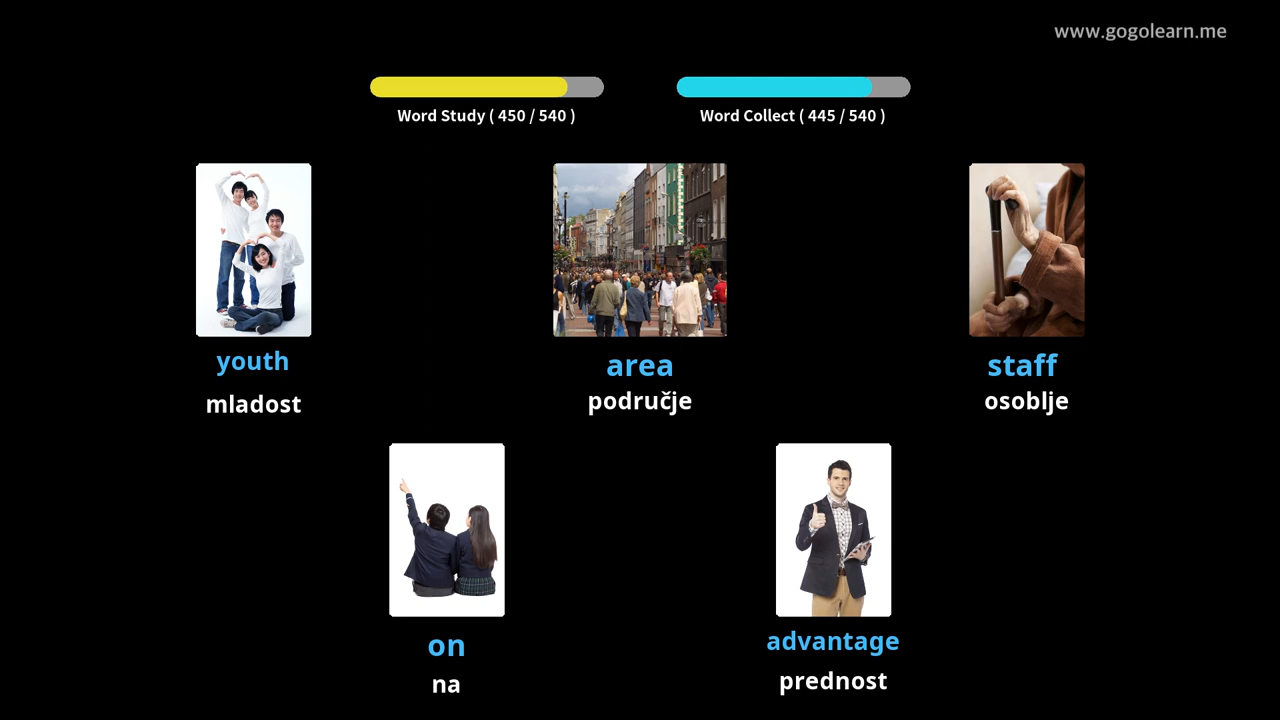 www.gogolearn.me
Word Study ( 450 / 540 )
Word Collect ( 445 / 540 )
youth
mladost
area
područje
staff
osoblje
on
na
advantage
prednost